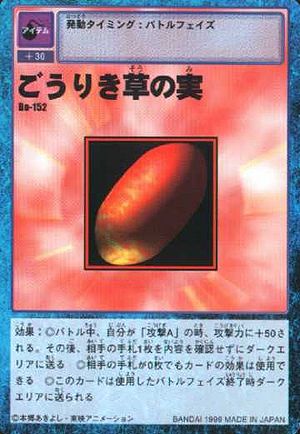 アイテム
+30
発動タイミング：バトルフェイズ
ごうりき草の実
Bo-152
効果：◎バトル中、自分が「攻撃A」の時、攻撃力に+50さ
れる。その後、相手の手札1枚を内容を確認せずにダーク
エリアに送る　◎相手の手札が0枚でもカードの効果は使用
できる　◎このカードは使用したバトルフェイズ終了時ダーク
エリアに送られる
©本郷あきよし・東映アニメーション
BANDAI 1999 MADE IN JAPAN